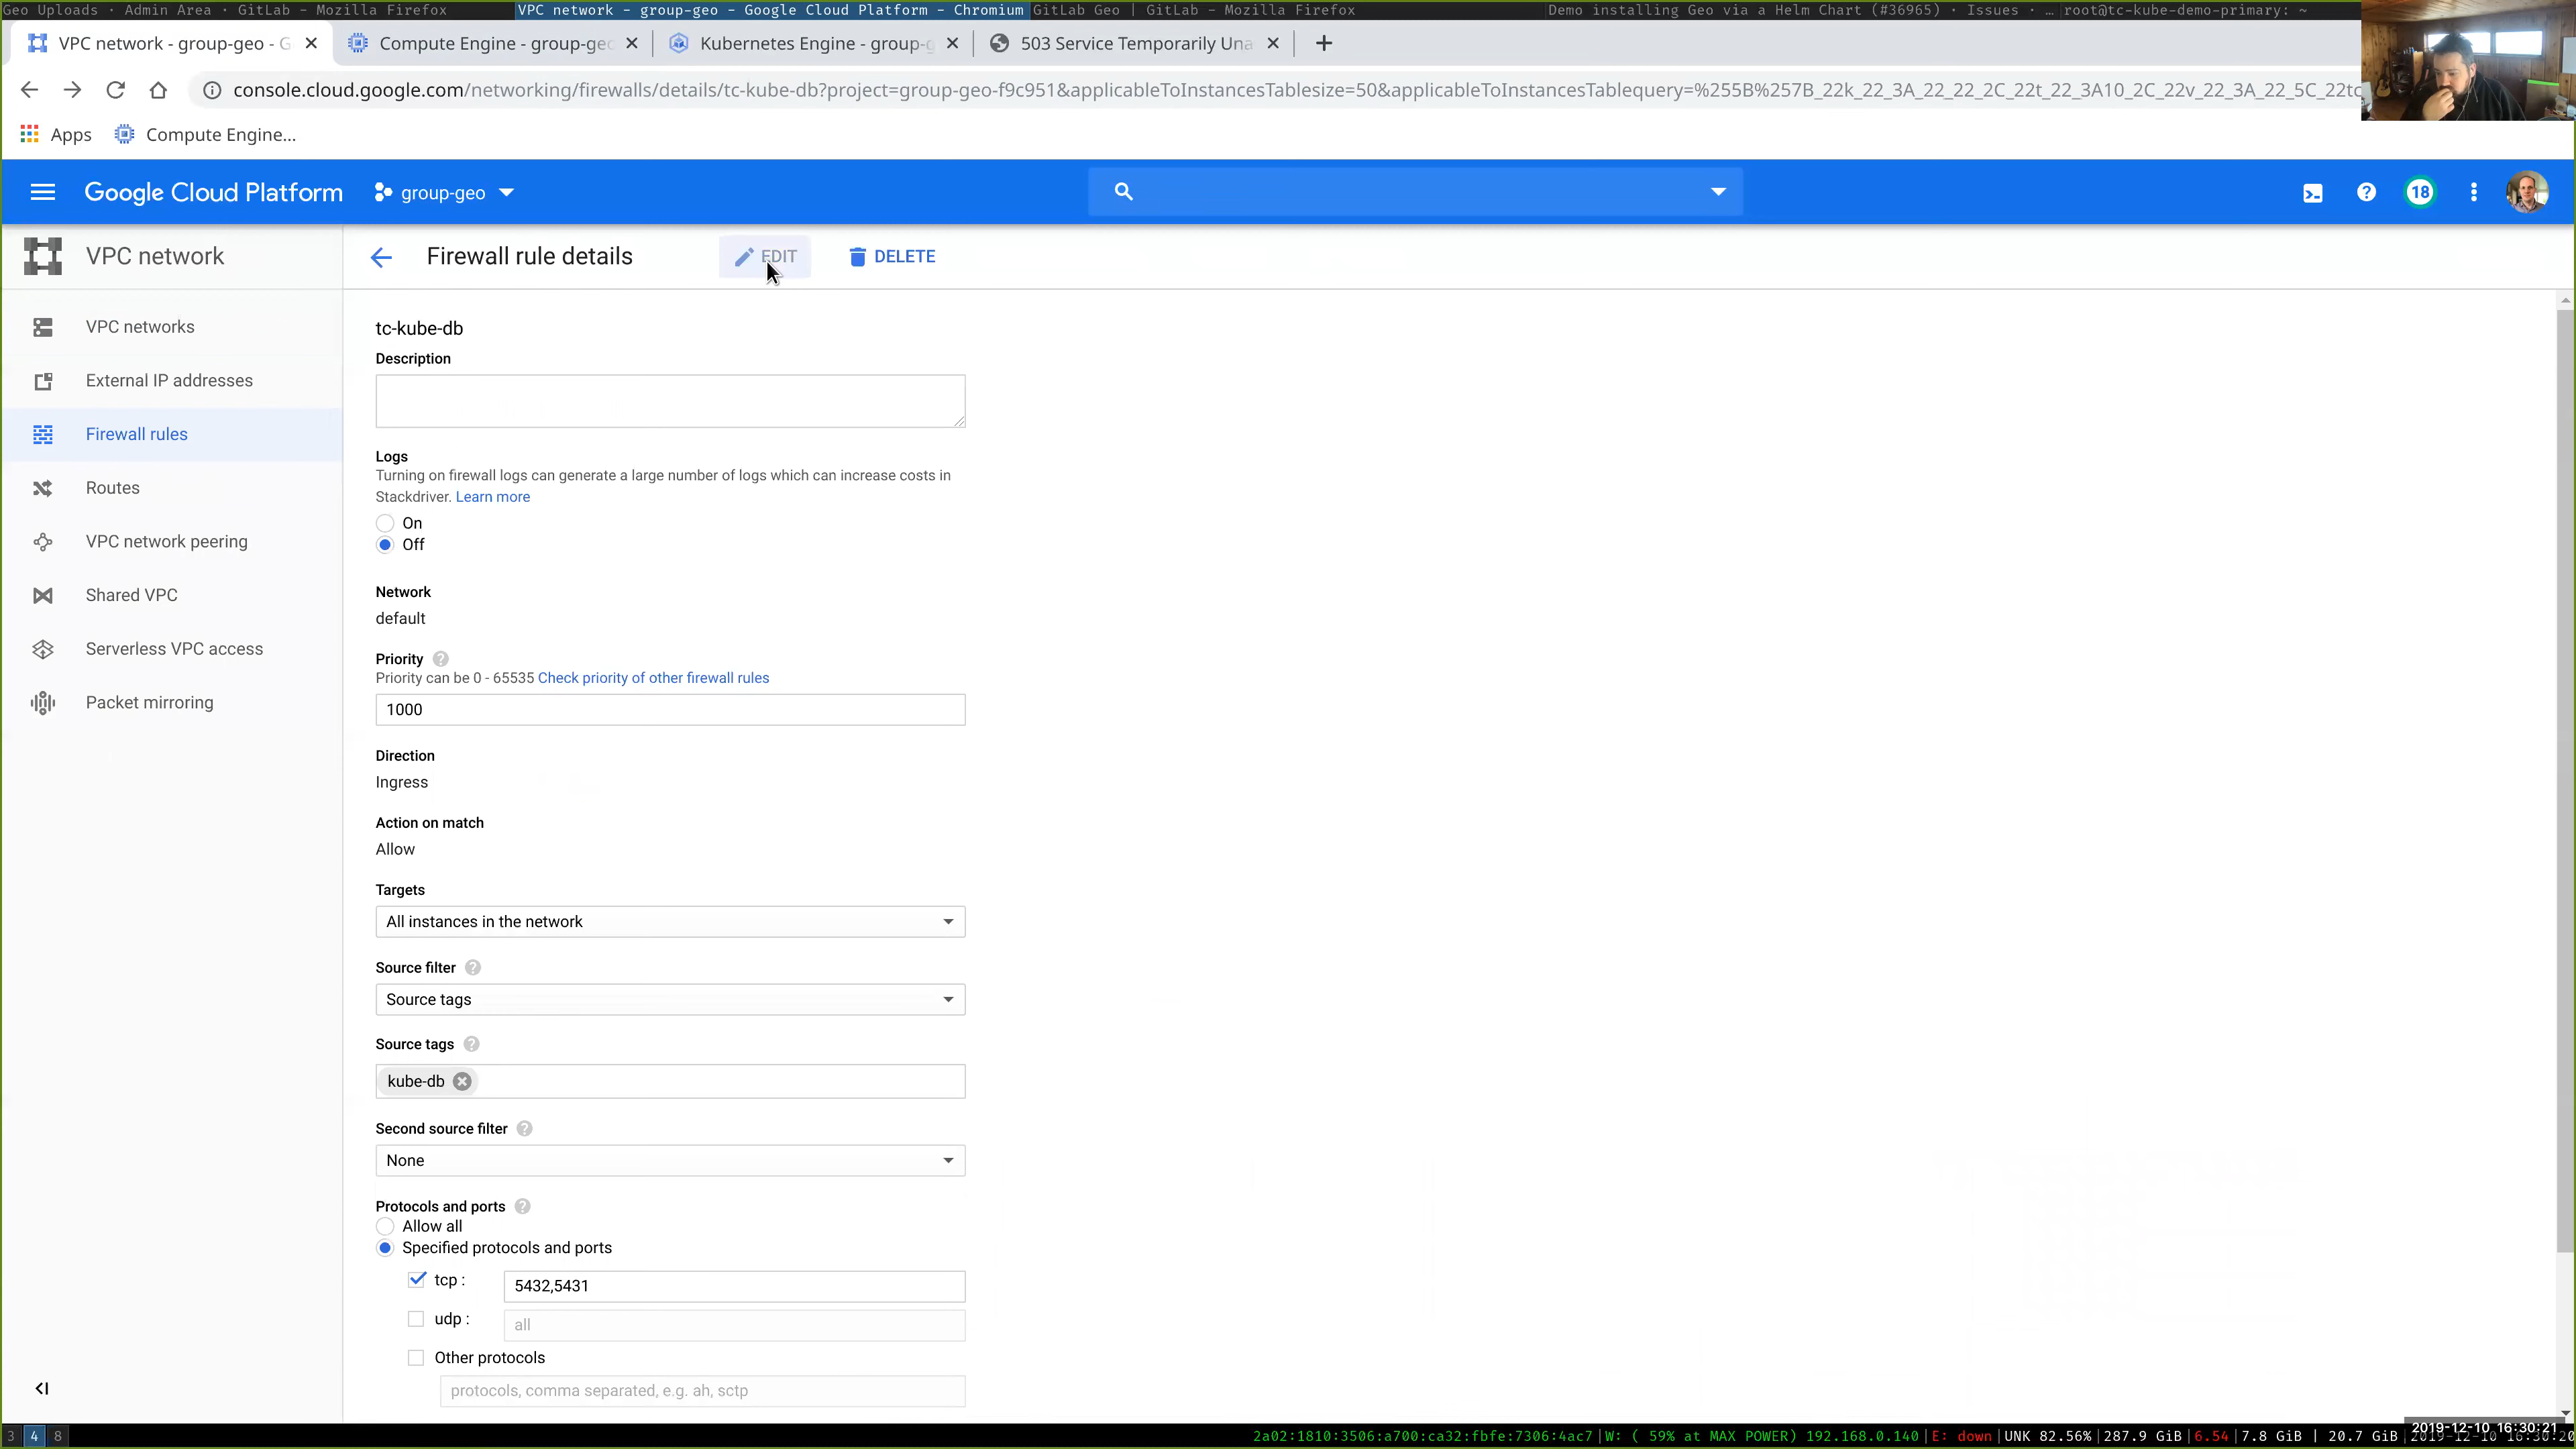 Geo Uploads · Admin Area · GitLab - Mozilla Firefox
VPC network - group-geo - Google Cloud Platform - Chromium
GitLab Geo | GitLab - Mozilla Firefox
Demo installing Geo via a Helm Chart (#36965) · Issues · …
root@tc-kube-demo-primary: ~
VPC network - group-geo - G
Compute Engine - group-geo
Kubernetes Engine - group-g
503 Service Temporarily Una
console.cloud.google.com/networking/firewalls/details/tc-kube-db?project=group-geo-f9c951&applicableToInstancesTablesize=50&applicableToInstancesTablequery=%255B%257B_22k_22_3A_22_22_2C_22t_22_3A10_2C_22v_22_3A_22_5C_22tc
Apps
Compute Engine...
Google Cloud Platform
group-geo
18
VPC network
Firewall rule details
EDIT
DELETE
VPC networks
External IP addresses
Firewall rules
Routes
VPC network peering
Shared VPC
Serverless VPC access
Packet mirroring
tc-kube-db
Description
Logs
Turning on firewall logs can generate a large number of logs which can increase costs in
Stackdriver. Learn more
On
Off
Network
default
Priority
Priority can be 0 - 65535 Check priority of other firewall rules
1000
Direction
Ingress
Action on match
Allow
Targets
All instances in the network
Source filter
Source tags
Source tags
kube-db
Second source filter
None
Protocols and ports
Allow all
Specified protocols and ports
tcp :
5432,5431
udp :
all
Other protocols
protocols, comma separated, e.g. ah, sctp
2019-12-10 16:30:21
3 4 8
2a02:1810:3506:a700:ca32:fbfe:7306:4ac7|W: ( 59% at MAX POWER) 192.168.0.140|E: down|UNK 82.56%|287.9 GiB|6.54|7.8 GiB | 20.7 GiB